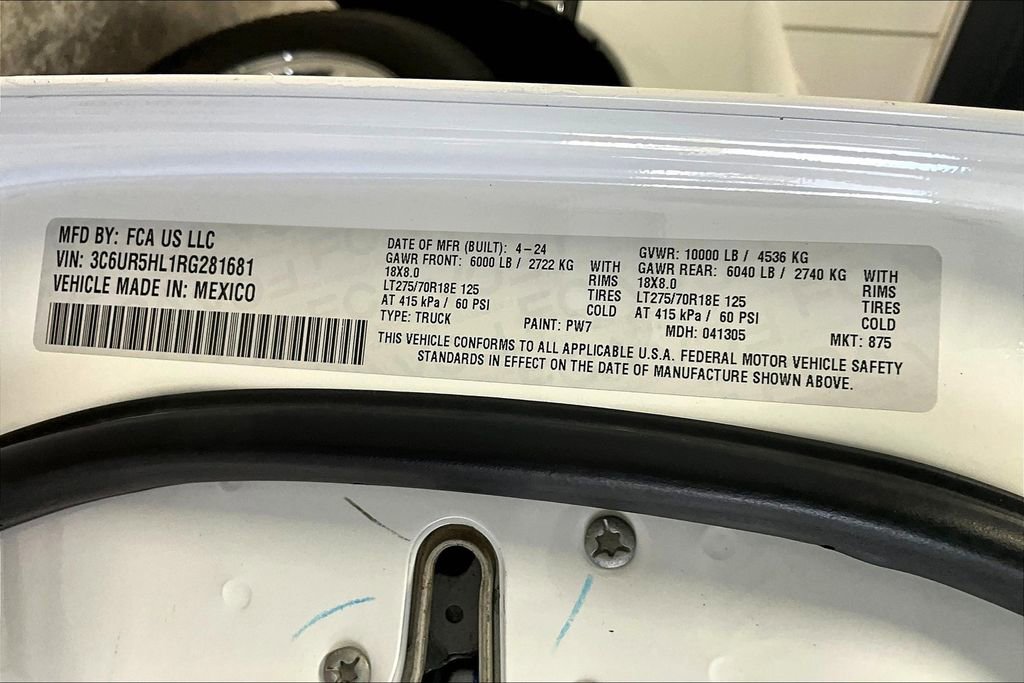 MFD BY: FCA US LLC
VIN: 3C6UR5HL1RG281681
VEHICLE MADE IN: MEXICO
DATE OF MFR (BUILT): 4-24
GAWR FRONT: 6000 LB / 2722 KG WITH
18X8.0 RIMS
LT275/70R18E 125 TIRES
AT 415 kPa / 60 PSI COLD
TYPE: TRUCK PAINT: PW7
GVWR: 10000 LB / 4536 KG
GAWR REAR: 6040 LB / 2740 KG WITH
18X8.0 RIMS
LT275/70R18E 125 TIRES
AT 415 kPa / 60 PSI COLD
MDH: 041305 MKT: 875
THIS VEHICLE CONFORMS TO ALL APPLICABLE U.S.A. FEDERAL MOTOR VEHICLE SAFETY
STANDARDS IN EFFECT ON THE DATE OF MANUFACTURE SHOWN ABOVE.